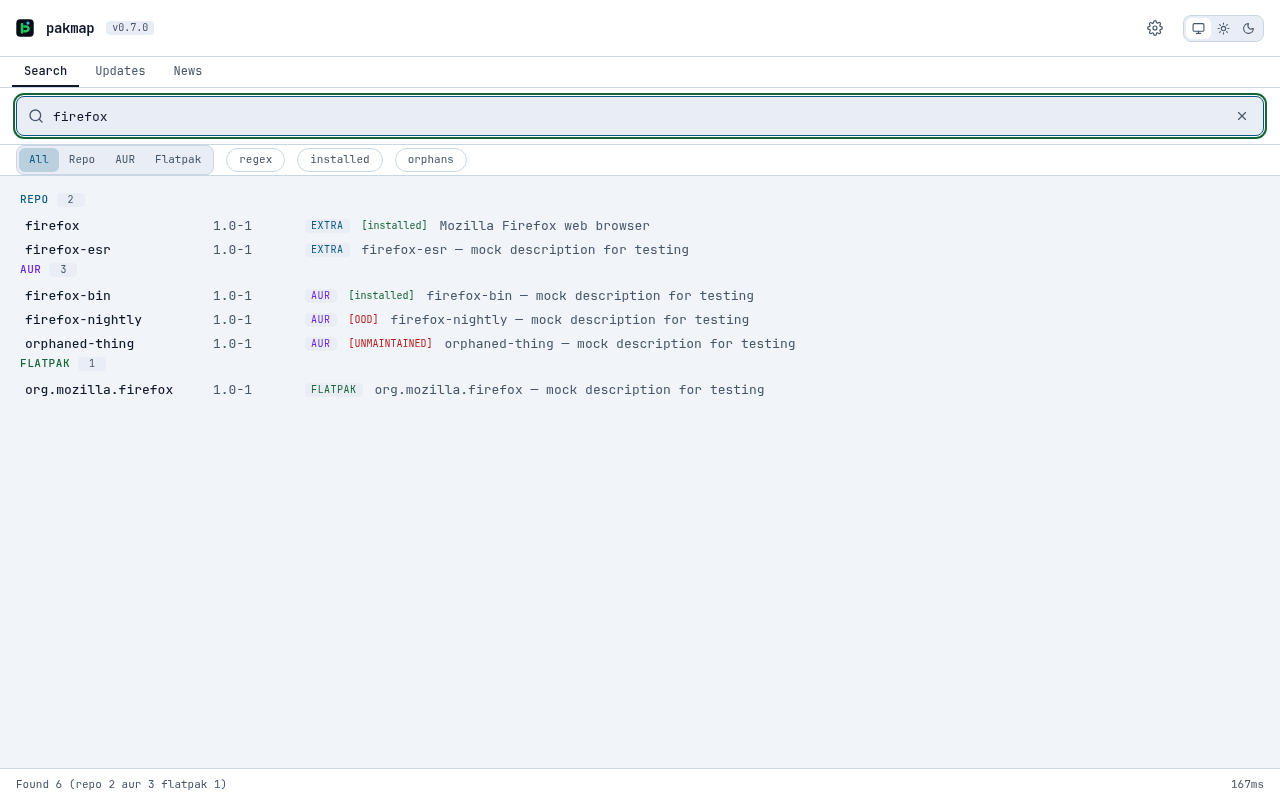 pakmap v0.7.0
Search Updates News
firefox
All Repo AUR Flatpak regex installed orphans
REPO 2
firefox 1.0-1 EXTRA [installed] Mozilla Firefox web browser
firefox-esr 1.0-1 EXTRA firefox-esr — mock description for testing
AUR 3
firefox-bin 1.0-1 AUR [installed] firefox-bin — mock description for testing
firefox-nightly 1.0-1 AUR [OOD] firefox-nightly — mock description for testing
orphaned-thing 1.0-1 AUR [UNMAINTAINED] orphaned-thing — mock description for testing
FLATPAK 1
org.mozilla.firefox 1.0-1 FLATPAK org.mozilla.firefox — mock description for testing
Found 6 (repo 2 aur 3 flatpak 1) 167ms